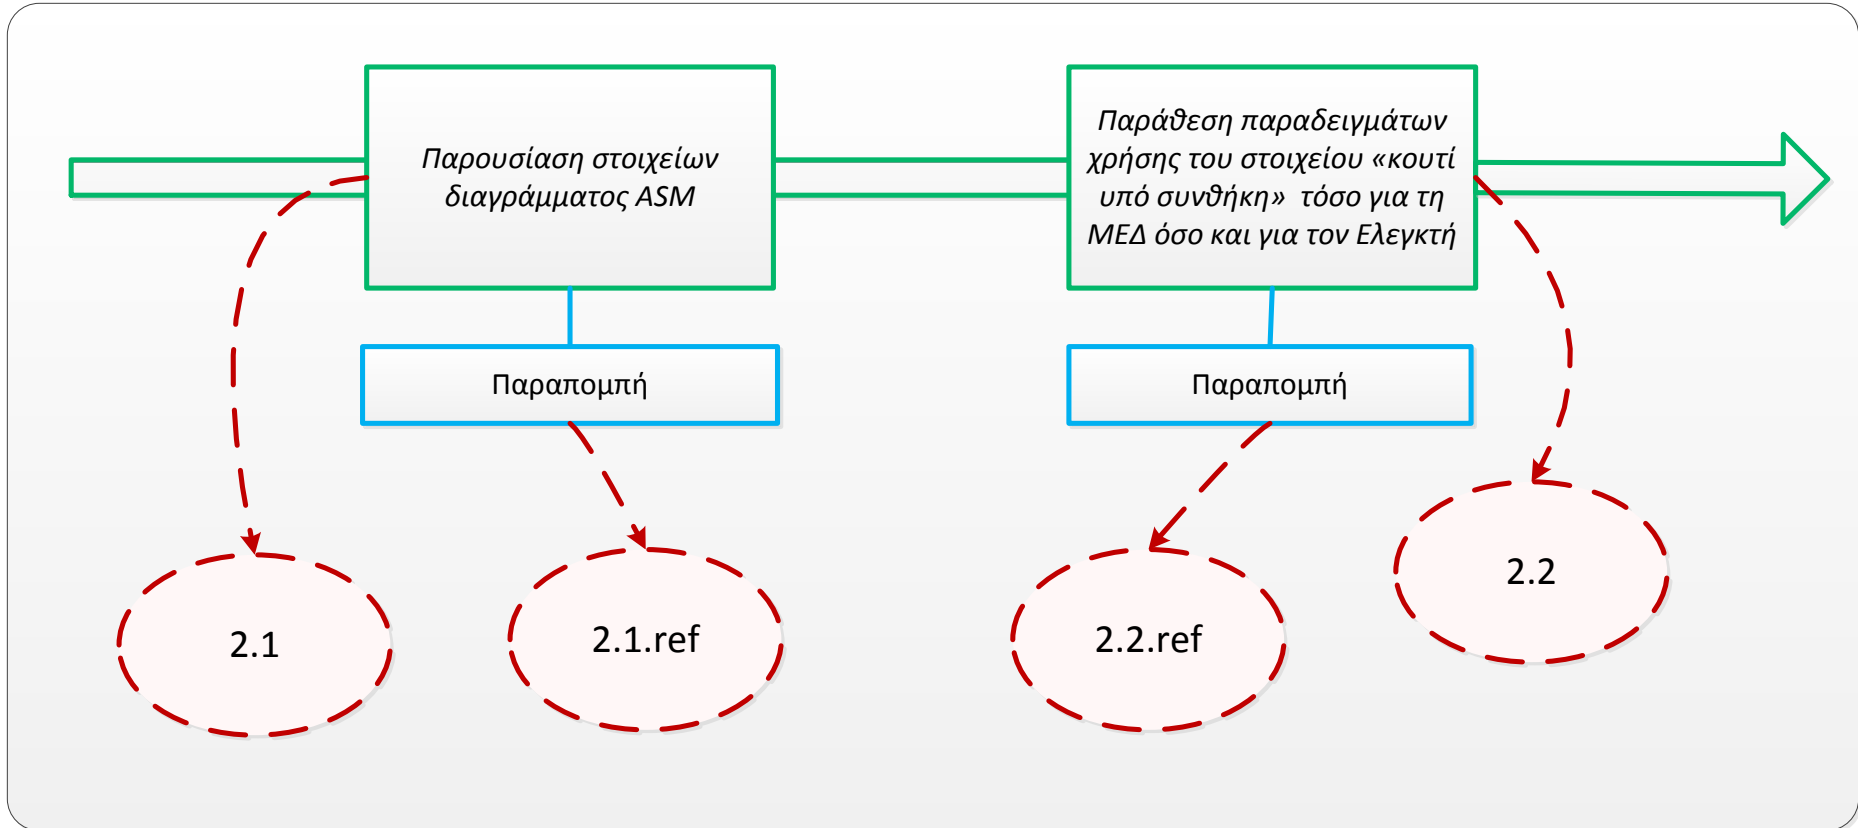 Παρουσίαση στοιχείων
διαγράμματος ASM
Παράθεση παραδειγμάτων
χρήσης του στοιχείου «κουτί
υπό συνθήκη» τόσο για τη
ΜΕΔ όσο και για τον Ελεγκτή
Παραπομπή
Παραπομπή
2.1
2.1.ref
2.2.ref
2.2